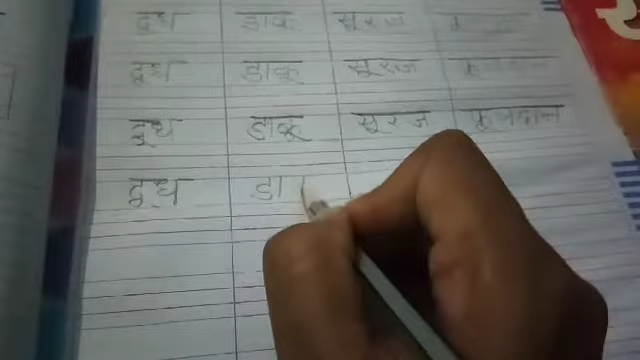 दूध डाकू सूरज
दूध डाकू सूरज
दूध डाकू सूरज फूलदान
दूध डा